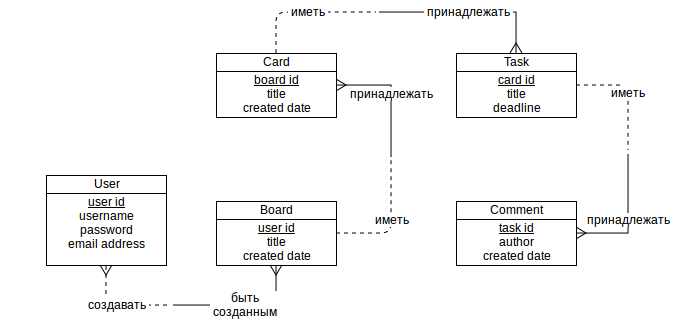 иметь
принадлежать
Card
board id
title
created date
Task
card id
title
deadline
принадлежать
иметь
User
user id
username
password
email address
Board
user id
title
created date
иметь
Comment
task id
author
created date
принадлежать
создавать
быть
созданным